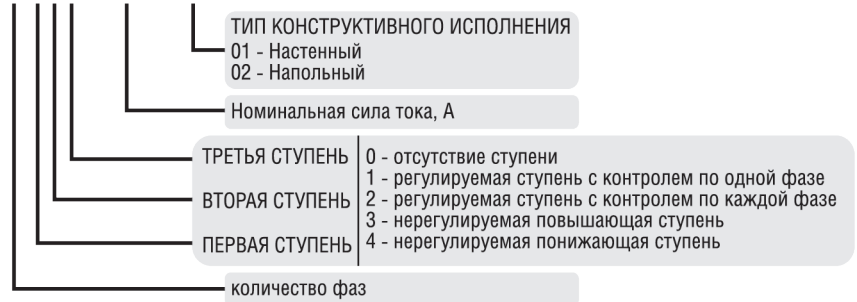 ТИП КОНСТРУКТИВНОГО ИСПОЛНЕНИЯ
01 - Настенный
02 - Напольный
Номинальная сила тока, А
ТРЕТЬЯ СТУПЕНЬ
ВТОРАЯ СТУПЕНЬ
ПЕРВАЯ СТУПЕНЬ
0 - отсутствие ступени
1 - регулируемая ступень с контролем по одной фазе
2 - регулируемая ступень с контролем по каждой фазе
3 - нерегулируемая повышающая ступень
4 - нерегулируемая понижающая ступень
количество фаз